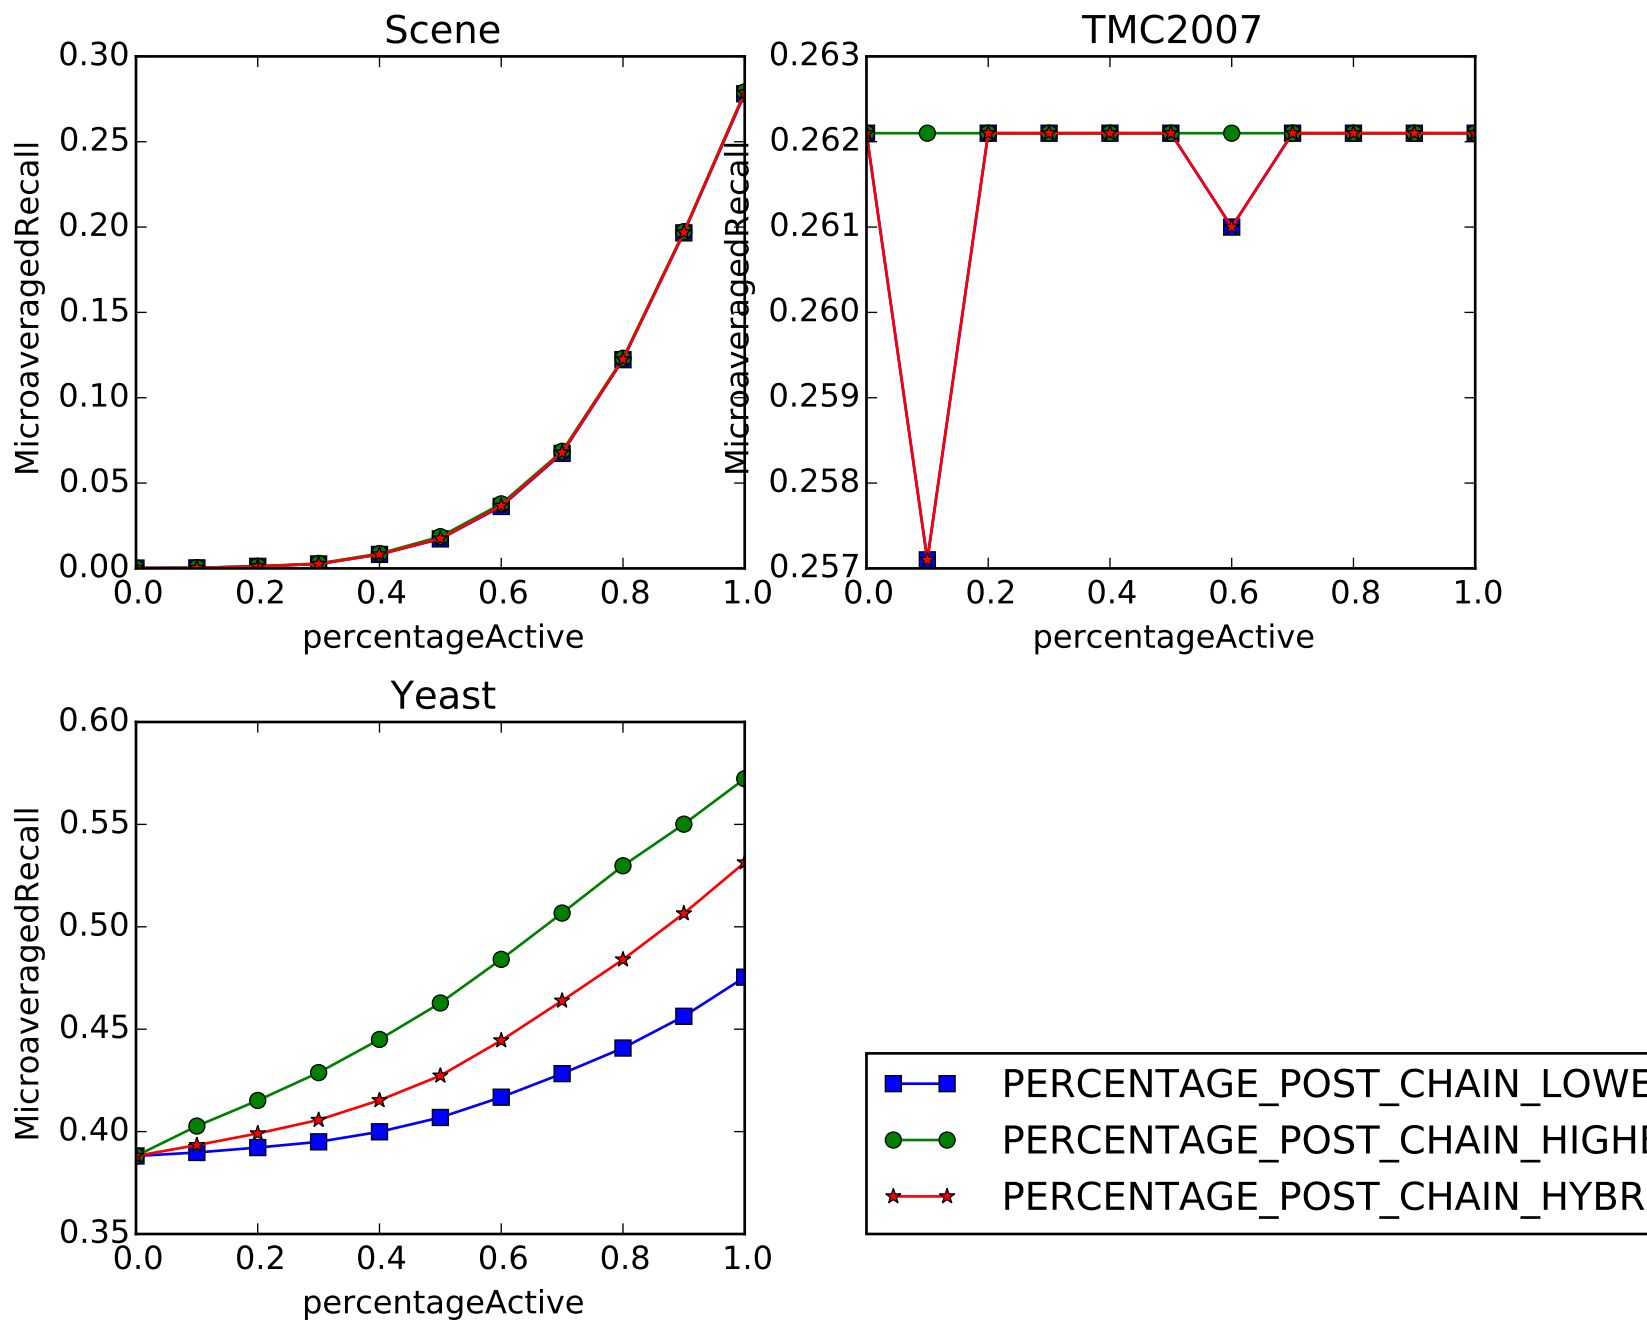 Scene
MicroaveragedRecall
0.30
0.25
0.20
0.15
0.10
0.05
0.00
0.0 0.2 0.4 0.6 0.8 1.0
percentageActive
TMC2007
MicroaveragedRecall
0.263
0.262
0.261
0.260
0.259
0.258
0.257
0.0 0.2 0.4 0.6 0.8 1.0
percentageActive
Yeast
MicroaveragedRecall
0.60
0.55
0.50
0.45
0.40
0.35
0.0 0.2 0.4 0.6 0.8 1.0
percentageActive
PERCENTAGE_POST_CHAIN_LOWE
PERCENTAGE_POST_CHAIN_HIGHE
PERCENTAGE_POST_CHAIN_HYBR